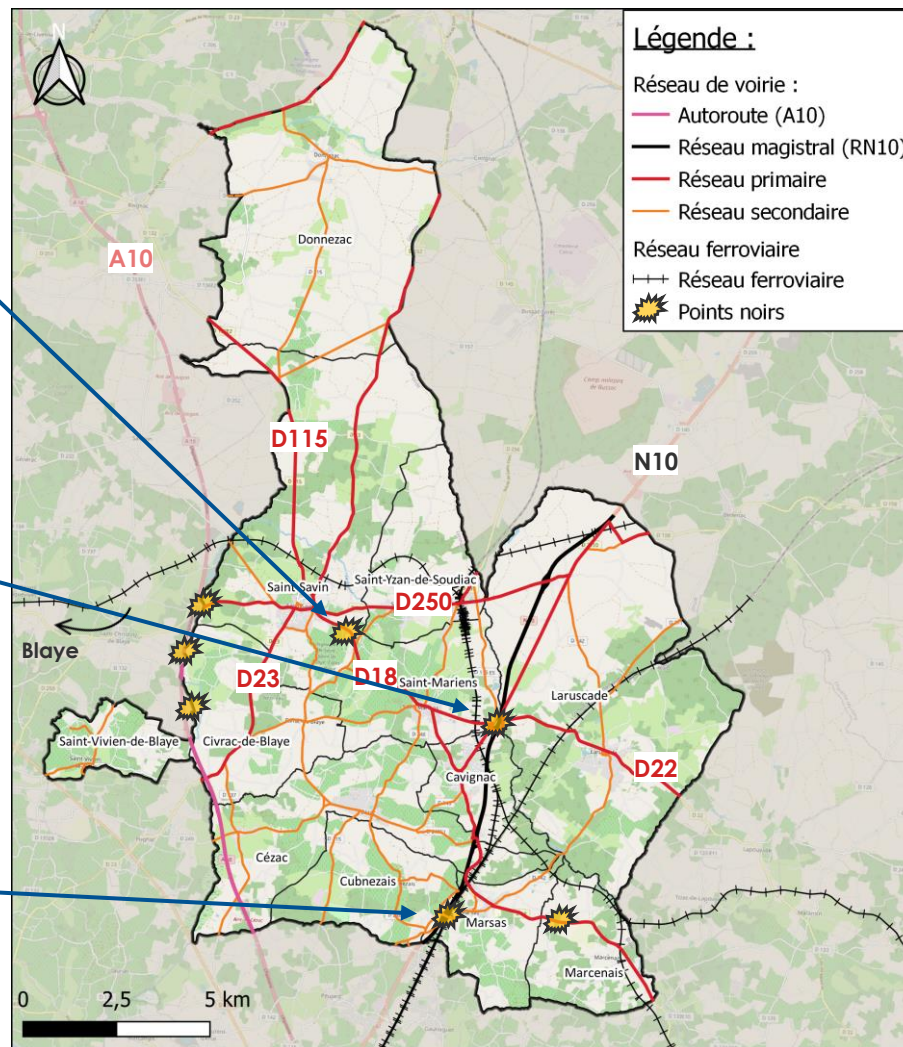 N
Légende :
Réseau de voirie :
Autoroute (A10)
Réseau magistral (RN10)
Réseau primaire
Réseau secondaire
Réseau ferroviaire
Réseau ferroviaire
Points noirs
Donnezac
A10
D115
N10
Saint-Savin
Saint-Yzan-de-Soudiac
D250
Blaye
D23
D18
Saint-Mariens
Laruscade
Saint-Vivien-de-Blaye
Civrac-de-Blaye
D22
Cavignac
Cézac
Cubnezais
Marsas
Marcenais
0 2,5 5 km